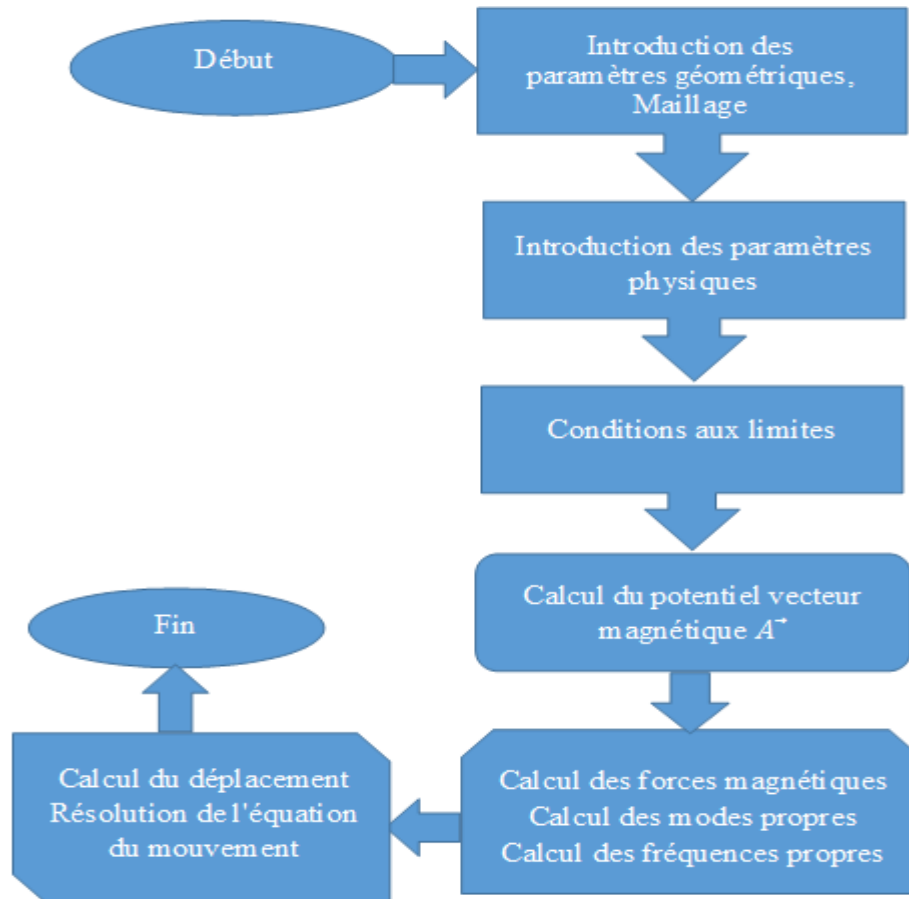 Début
Introduction des
paramètres géométriques,
Maillage
Introduction des paramètres
physiques
Conditions aux limites
Calcul du potentiel vecteur
magnétique A⃗
Calcul des forces magnétiques
Calcul des modes propres
Calcul des fréquences propres
Calcul du déplacement
Résolution de l'équation
du mouvement
Fin